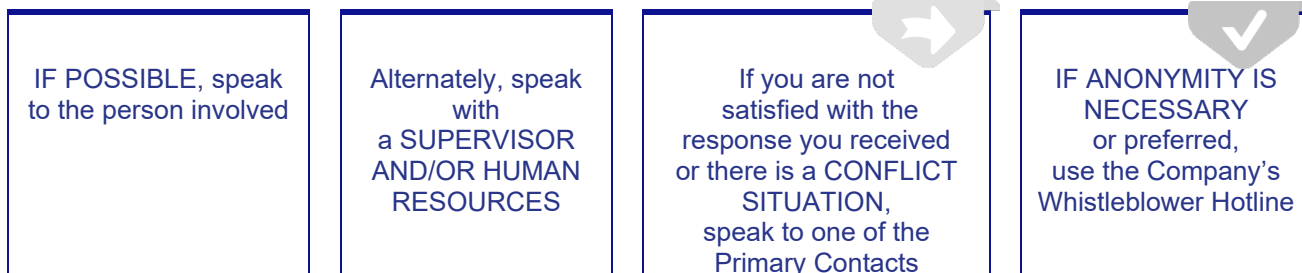 IF POSSIBLE, speak
to the person involved
Alternately, speak
with
a SUPERVISOR
AND/OR HUMAN
RESOURCES
If you are not
satisfied with the
response you received
or there is a CONFLICT
SITUATION,
speak to one of the
Primary Contacts
IF ANONYMITY IS
NECESSARY
or preferred,
use the Company’s
Whistleblower Hotline